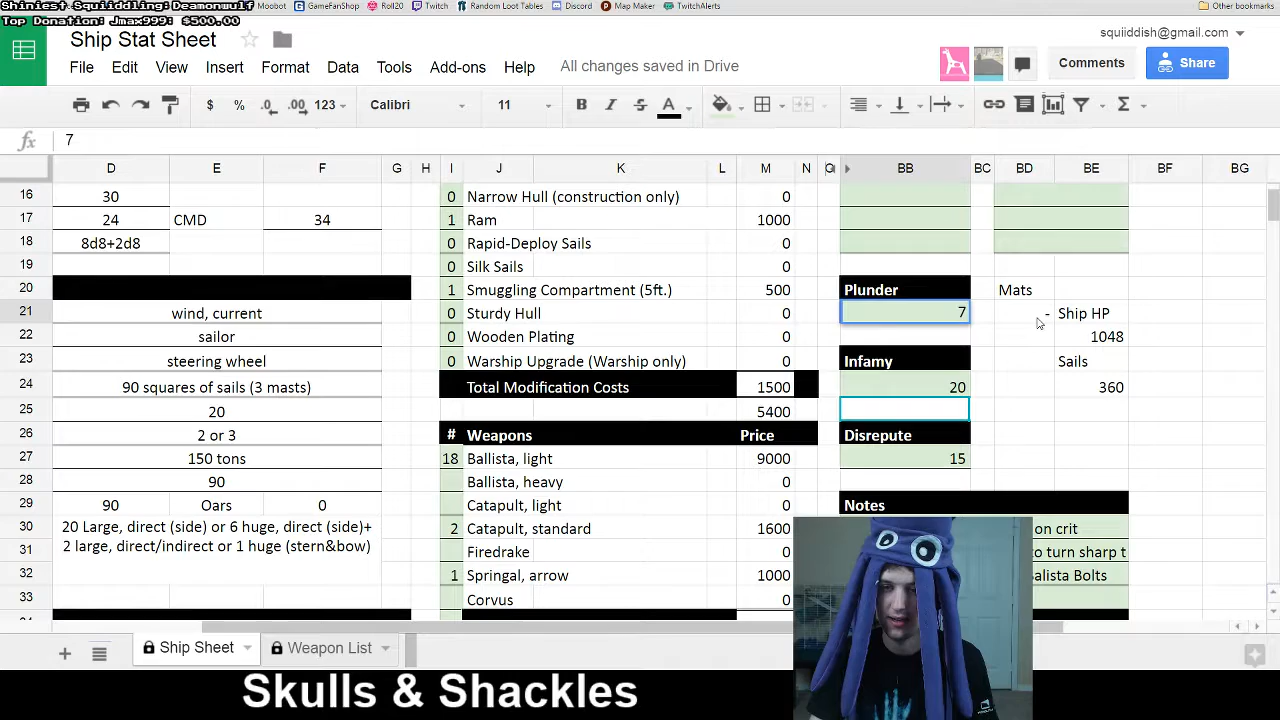 Shiniest Squiiddling: Deamonwulf
Moobot GameFanShop Roll20 Twitch Random Loot Tables Discord Map Maker TwitchAlerts Other bookmarks
Top Donation: Jmax999: $500.00
Ship Stat Sheet
squiiddish@gmail.com
File Edit View Insert Format Data Tools Add-ons Help All changes saved in Drive
Comments Share
$ % .0 .00 123 Calibri 11 B I S A Σ
fx 7
D E F G H I J K L M N BB BC BD BE BF BG
16 30 0 Narrow Hull (construction only) 0
17 24 CMD 34 1 Ram 1000
18 8d8+2d8 0 Rapid-Deploy Sails 0
19 0 Silk Sails 0
20 1 Smuggling Compartment (5ft.) 500 Plunder Mats
21 wind, current 0 Sturdy Hull 0 7 - Ship HP
22 sailor 0 Wooden Plating 0 1048
23 steering wheel 0 Warship Upgrade (Warship only) 0 Infamy Sails
24 90 squares of sails (3 masts) Total Modification Costs 1500 20 360
25 20 5400
26 2 or 3 # Weapons Price Disrepute
27 150 tons 18 Ballista, light 9000 15
28 90 Ballista, heavy 0
29 90 Oars 0 Catapult, light 0 Notes
30 20 Large, direct (side) or 6 huge, direct (side)+ 2 Catapult, standard 1600 on crit
31 2 large, direct/indirect or 1 huge (stern&bow) Firedrake 0 to turn sharp t
32 1 Springal, arrow 1000 alista Bolts
33 Corvus 0
Ship Sheet Weapon List
Skulls & Shackles